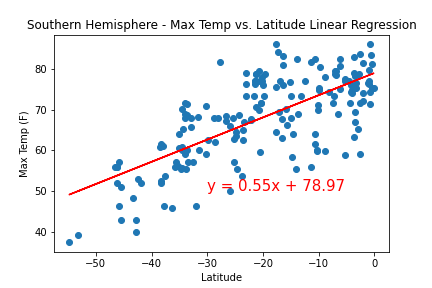 Southern Hemisphere - Max Temp vs. Latitude Linear Regression
Max Temp (F)
80
70
60
50
40
y = 0.55x + 78.97
−50
−40
−30
−20
−10
0
Latitude